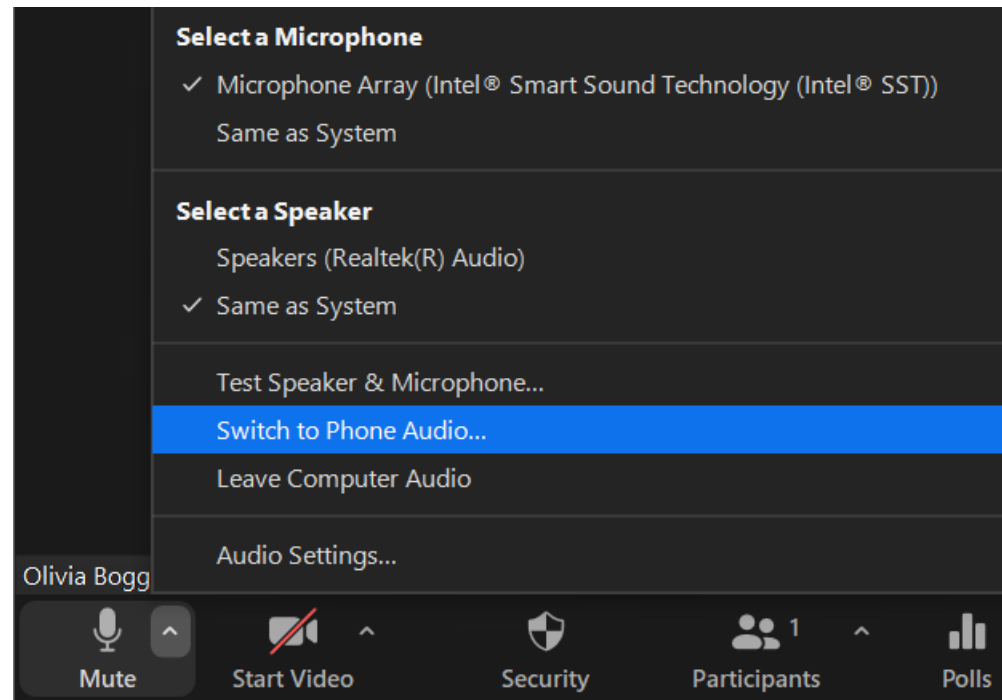 Select a Microphone
✓ Microphone Array (Intel® Smart Sound Technology (Intel® SST))
Same as System
Select a Speaker
Speakers (Realtek(R) Audio)
✓ Same as System
Test Speaker & Microphone...
Switch to Phone Audio...
Leave Computer Audio
Audio Settings...
Olivia Bogg
1
Mute Start Video Security Participants Polls